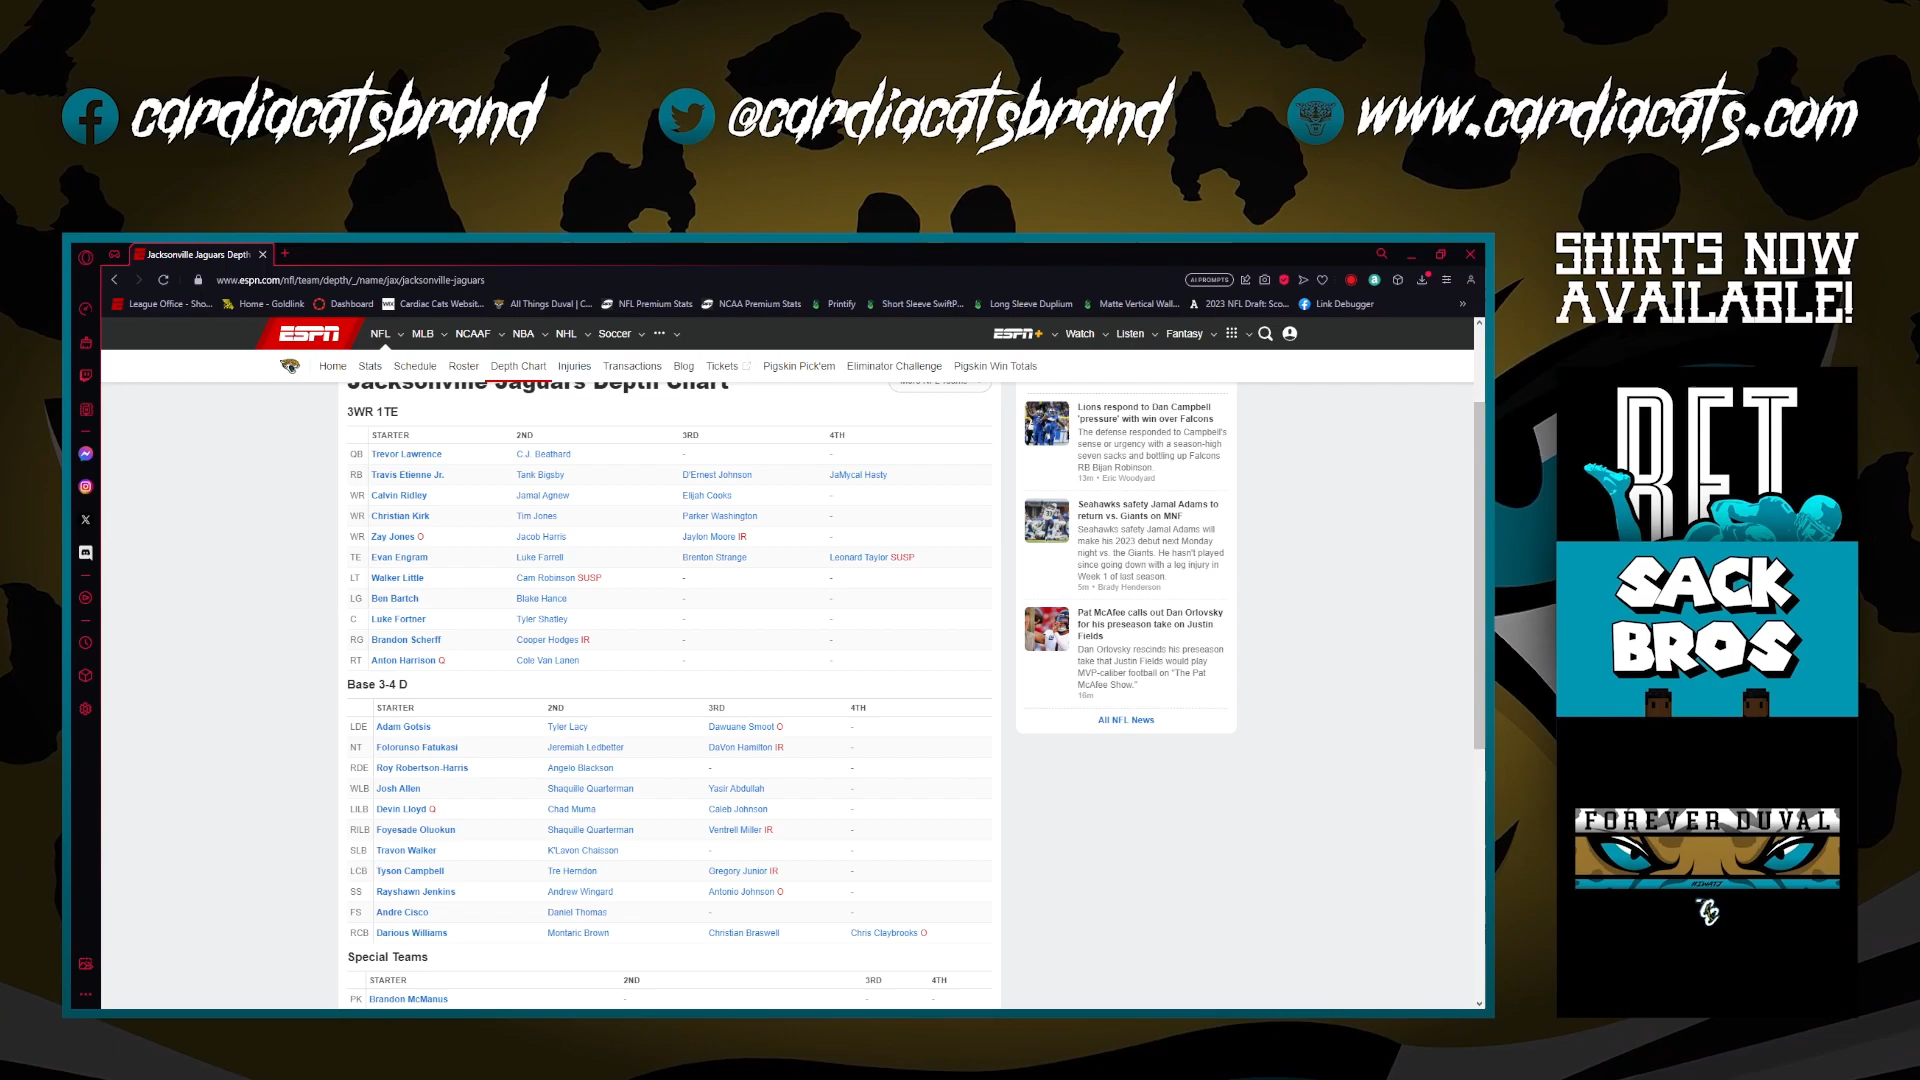 cardiacatsbrand
@cardiacatsbrand
www.cardiacats.com
SHIRTS NOW
AVAILABLE!
Jacksonville Jaguars Depth
www.espn.com/nfl/team/depth/_/name/jax/jacksonville-jaguars
AI PROMPTS
League Office - Sho... Home - Goldlink Dashboard Cardiac Cats Websit... All Things Duval | C... NFL Premium Stats NCAA Premium Stats Printify Short Sleeve SwiftP... Long Sleeve Duplium Matte Vertical Wall... 2023 NFL Draft: Sco... Link Debugger
ESPN NFL MLB NCAAF NBA NHL Soccer ESPN+ Watch Listen Fantasy
Home Stats Schedule Roster Depth Chart Injuries Transactions Blog Tickets Pigskin Pick'em Eliminator Challenge Pigskin Win Totals
Jacksonville Jaguars Depth Chart
3WR 1TE
STARTER 2ND 3RD 4TH
QB Trevor Lawrence C.J. Beathard - -
RB Travis Etienne Jr. Tank Bigsby D'Ernest Johnson JaMycal Hasty
WR Calvin Ridley Jamal Agnew Elijah Cooks -
WR Christian Kirk Tim Jones Parker Washington -
WR Zay Jones O Jacob Harris Jaylon Moore IR -
TE Evan Engram Luke Farrell Brenton Strange Leonard Taylor SUSP
LT Walker Little Cam Robinson SUSP - -
LG Ben Bartch Blake Hance - -
C Luke Fortner Tyler Shatley - -
RG Brandon Scherff Cooper Hodges IR - -
RT Anton Harrison Q Cole Van Lanen - -
Base 3-4 D
STARTER 2ND 3RD 4TH
LDE Adam Gotsis Tyler Lacy Dawuane Smoot O -
NT Folorunso Fatukasi Jeremiah Ledbetter DaVon Hamilton IR -
RDE Roy Robertson-Harris Angelo Blackson - -
WLB Josh Allen Shaquille Quarterman Yasir Abdullah -
LILB Devin Lloyd Q Chad Muma Caleb Johnson -
RILB Foyesade Oluokun Shaquille Quarterman Ventrell Miller IR -
SLB Travon Walker K'Lavon Chaisson - -
LCB Tyson Campbell Tre Herndon Gregory Junior IR -
SS Rayshawn Jenkins Andrew Wingard Antonio Johnson O -
FS Andre Cisco Daniel Thomas - -
RCB Darious Williams Montaric Brown Christian Braswell Chris Claybrooks O
Special Teams
STARTER 2ND 3RD 4TH
PK Brandon McManus - - -
Lions respond to Dan Campbell
'pressure' with win over Falcons
The defense responded to Campbell's
sense or urgency with a season-high
seven sacks and bottling up Falcons
RB Bijan Robinson.
13m • Eric Woodyard
Seahawks safety Jamal Adams to
return vs. Giants on MNF
Seahawks safety Jamal Adams will
make his 2023 debut next Monday
night vs. the Giants. He hasn't played
since going down with a leg injury in
Week 1 of last season.
5m • Brady Henderson
Pat McAfee calls out Dan Orlovsky
for his preseason take on Justin
Fields
Dan Orlovsky rescinds his preseason
take that Justin Fields would play
MVP-caliber football on "The Pat
McAfee Show."
16m
All NFL News
SACK
BROS
FOREVER DUVAL